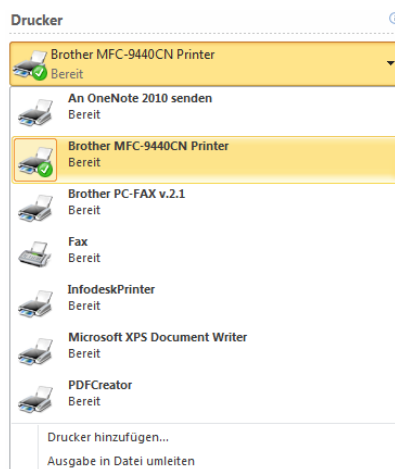 Drucker
Brother MFC-9440CN Printer
Bereit
An OneNote 2010 senden
Bereit
Brother MFC-9440CN Printer
Bereit
Brother PC-FAX v.2.1
Bereit
Fax
Bereit
InfodeskPrinter
Bereit
Microsoft XPS Document Writer
Bereit
PDFCreator
Bereit
Drucker hinzufügen...
Ausgabe in Datei umleiten